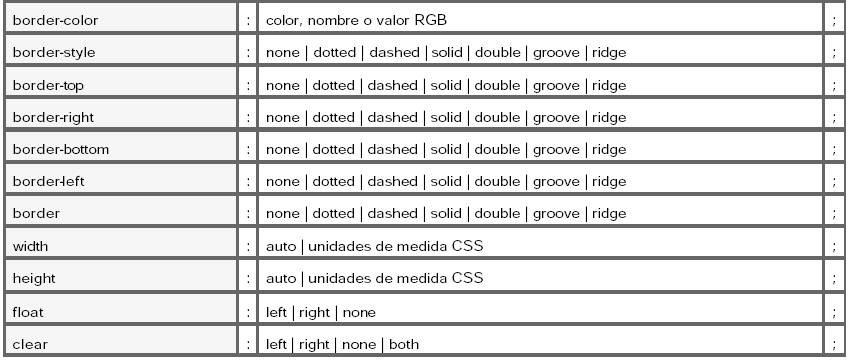 border-color : color, nombre o valor RGB ;
border-style : none | dotted | dashed | solid | double | groove | ridge ;
border-top : none | dotted | dashed | solid | double | groove | ridge ;
border-right : none | dotted | dashed | solid | double | groove | ridge ;
border-bottom : none | dotted | dashed | solid | double | groove | ridge ;
border-left : none | dotted | dashed | solid | double | groove | ridge ;
border : none | dotted | dashed | solid | double | groove | ridge ;
width : auto | unidades de medida CSS ;
height : auto | unidades de medida CSS ;
float : left | right | none ;
clear : left | right | none | both ;